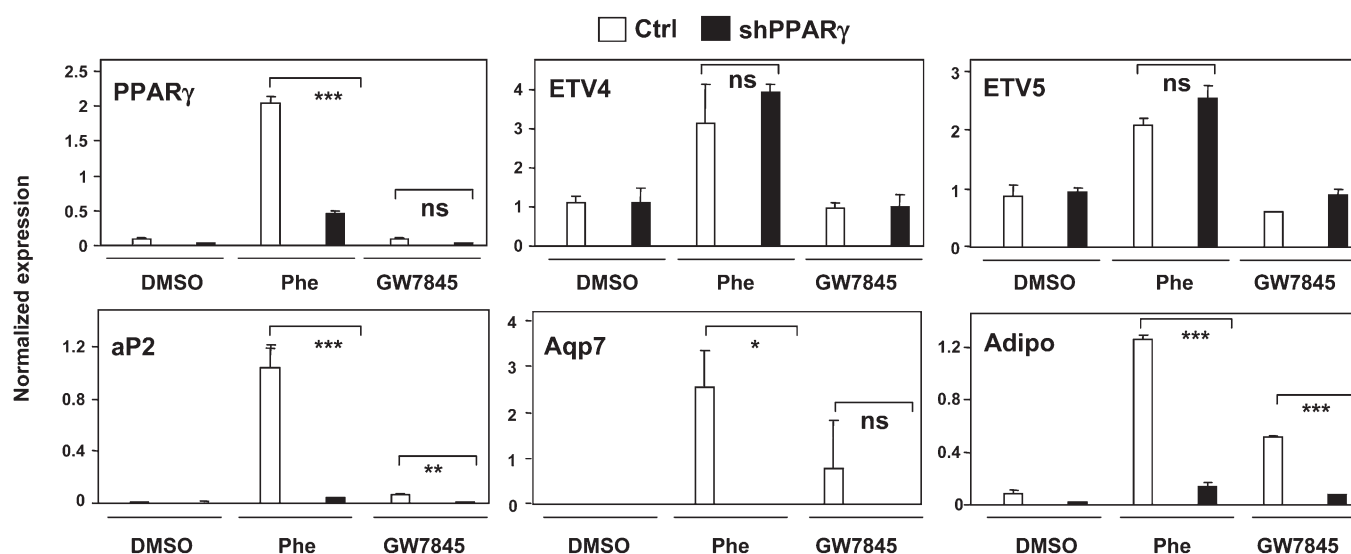 Ctrl shPPARγ
Normalized expression
PPARγ
2.5
2
1.5
1
0.5
0
***
ns
DMSO Phe GW7845
ETV4
4
3
2
1
0
ns
DMSO Phe GW7845
ETV5
3
2
1
0
ns
DMSO Phe GW7845
aP2
1.2
0.8
0.4
0
***
**
DMSO Phe GW7845
Aqp7
4
3
2
1
0
*
ns
DMSO Phe GW7845
Adipo
1.2
0.8
0.4
0
***
***
DMSO Phe GW7845